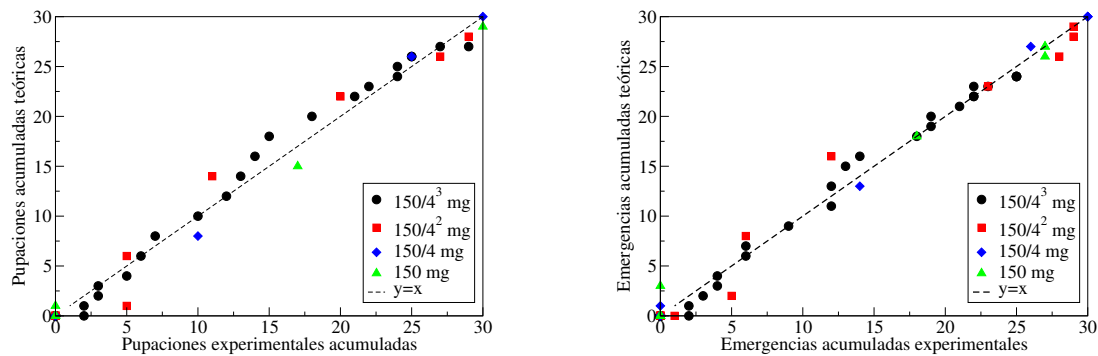 Pupaciones acumuladas teóricas
30
25
20
15
10
5
0
0 5 10 15 20 25 30
Pupaciones experimentales acumuladas
150/4³ mg
150/4² mg
150/4 mg
150 mg
y=x
Emergencias acumuladas teóricas
30
25
20
15
10
5
0
0 5 10 15 20 25 30
Emergencias acumuladas experimentales
150/4³ mg
150/4² mg
150/4 mg
150 mg
y=x